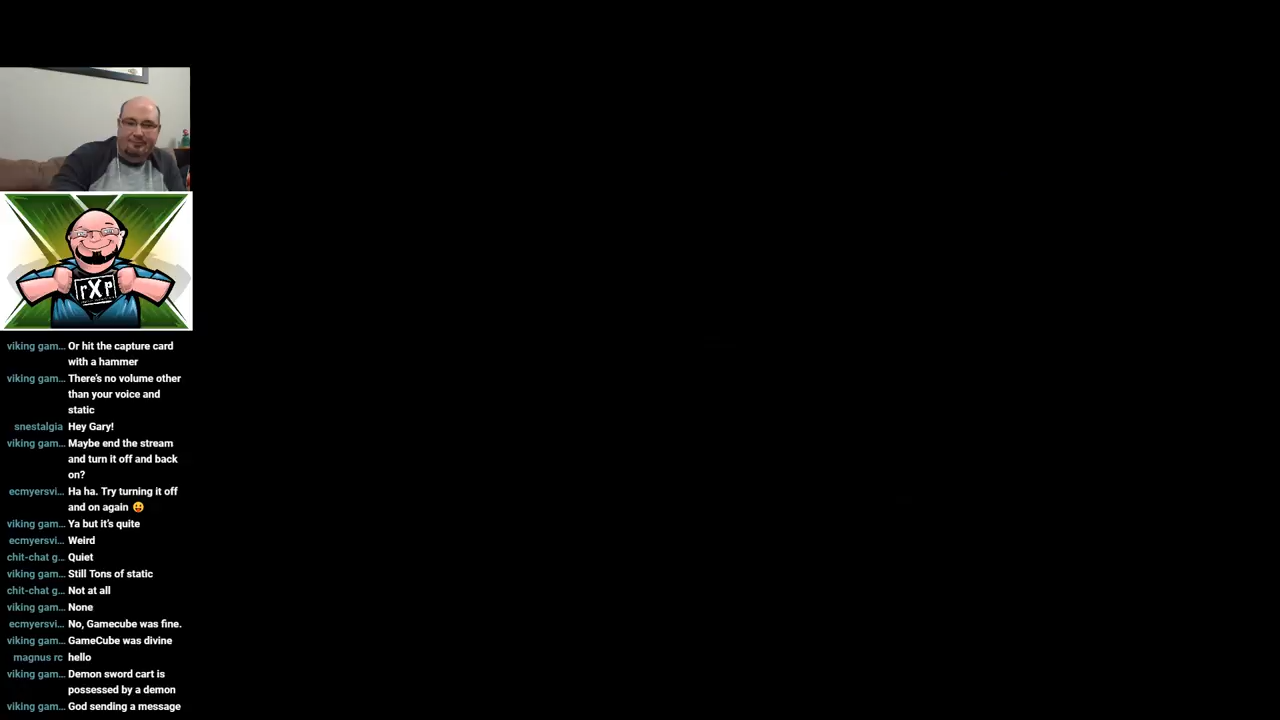 rXp
viking gam... Or hit the capture card
with a hammer
viking gam... There's no volume other
than your voice and
static
snestalgia Hey Gary!
viking gam... Maybe end the stream
and turn it off and back
on?
ecmyersvi... Ha ha. Try turning it off
and on again 😛
viking gam... Ya but it's quite
ecmyersvi... Weird
chit-chat g... Quiet
viking gam... Still Tons of static
chit-chat g... Not at all
viking gam... None
ecmyersvi... No, Gamecube was fine.
viking gam... GameCube was divine
magnus rc hello
viking gam... Demon sword cart is
possessed by a demon
viking gam... God sending a message